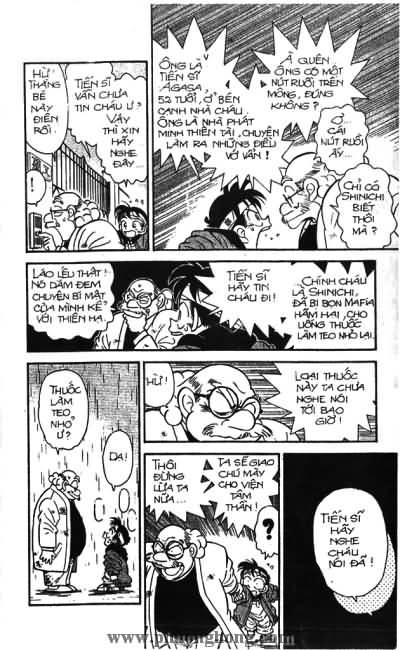 HỪ!
THẰNG
BÉ
NÀY
ĐIÊN
RỒI.
TIẾN SĨ
VẪN CHƯA
TIN CHÁU Ư?
VẬY
THÌ XIN
HÃY
NGHE
ĐÂY...
!
ÔNG LÀ
TIẾN SĨ
AGASA,
52 TUỔI, Ở BÊN
CẠNH NHÀ CHÁU.
ÔNG LÀ NHÀ PHÁT
MINH THIÊN TÀI, CHUYÊN
LÀM RA NHỮNG ĐIỀU
VỚ VẨN!
À QUÊN
ÔNG CÓ MỘT
NÚT RUỒI TRÊN
MÔNG, ĐÚNG
KHÔNG?
Ơ...
CÁI
NÚT RUỒI
ẤY...
CHỈ CÓ
SHINICHI
BIẾT
THÔI
MÀ?
LÁO LẾU THẬT!
NÓ DÁM ĐEM
CHUYỆN BÍ MẬT
CỦA MÌNH KỂ
VỚI THIÊN HẠ.
TIẾN
SĨ HÃY
TIN
CHÁU ĐI!
CHÍNH CHÁU
LÀ SHINICHI,
ĐÃ BỊ BỌN MAFIA
HÃM HẠI, CHO
UỐNG THUỐC
LÀM TEO NHỎ LẠI.
THUỐC
LÀM
TEO
NHỎ
Ư?
DẠ!
HỪ!
LOẠI THUỐC
NÀY TA CHƯA
NGHE NÓI
TỚI BAO
GIỜ!
THÔI
ĐỪNG
LỪA TA
NỮA...
TA SẼ GIAO
CHÚ MÀY
CHO VIỆN
TÂM
THẦN!
?
TIẾN SĨ
HÃY
NGHE
CHÁU
NÓI ĐÃ!
www.phuonghong.com